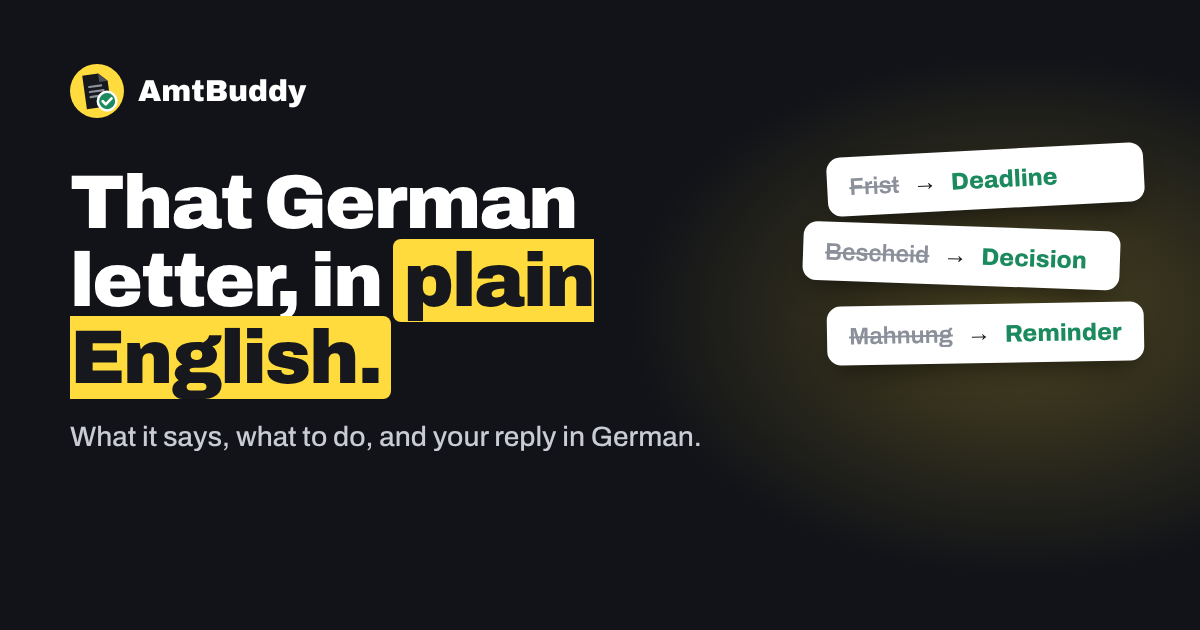 AmtBuddy
That German
letter, in plain
English.
What it says, what to do, and your reply in German.
Frist → Deadline
Bescheid → Decision
Mahnung → Reminder